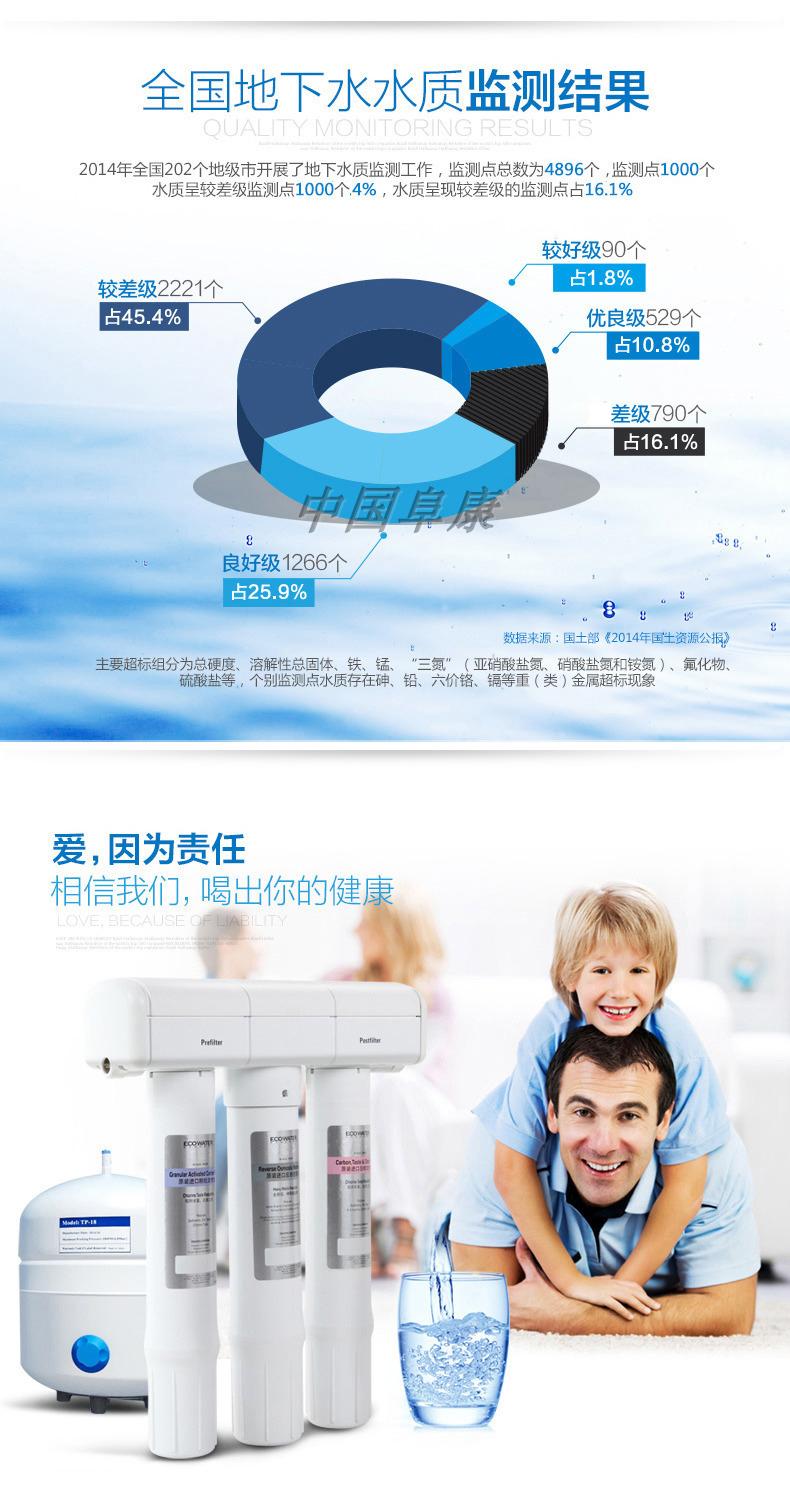 全国地下水水质监测结果
QUALITY MONITORING RESULTS
2014年全国202个地级市开展了地下水质监测工作，监测点总数为4896个，监测点1000个
水质呈较差级监测点1000个.4%，水质呈现较差级的监测点占16.1%
较好级90个
占1.8%
较差级2221个
占45.4%
优良级529个
占10.8%
差级790个
占16.1%
中国阜康
良好级1266个
占25.9%
数据来源：国土部《2014年国土资源公报》
主要超标组分为总硬度、溶解性总固体、铁、锰、“三氮”（亚硝酸盐氮、硝酸盐氮和铵氮）、氟化物、
硫酸盐等，个别监测点水质存在砷、铅、六价铬、镉等重（类）金属超标现象
爱，因为责任
相信我们，喝出你的健康
LOVE, BECAUSE OF LIABILITY
Prefilter
Postfilter
ECOWATER
Granular Activated
ECOWATER
Reverse Osmosis
ECOWATER
Carbon, Taste &
Model: TP-18